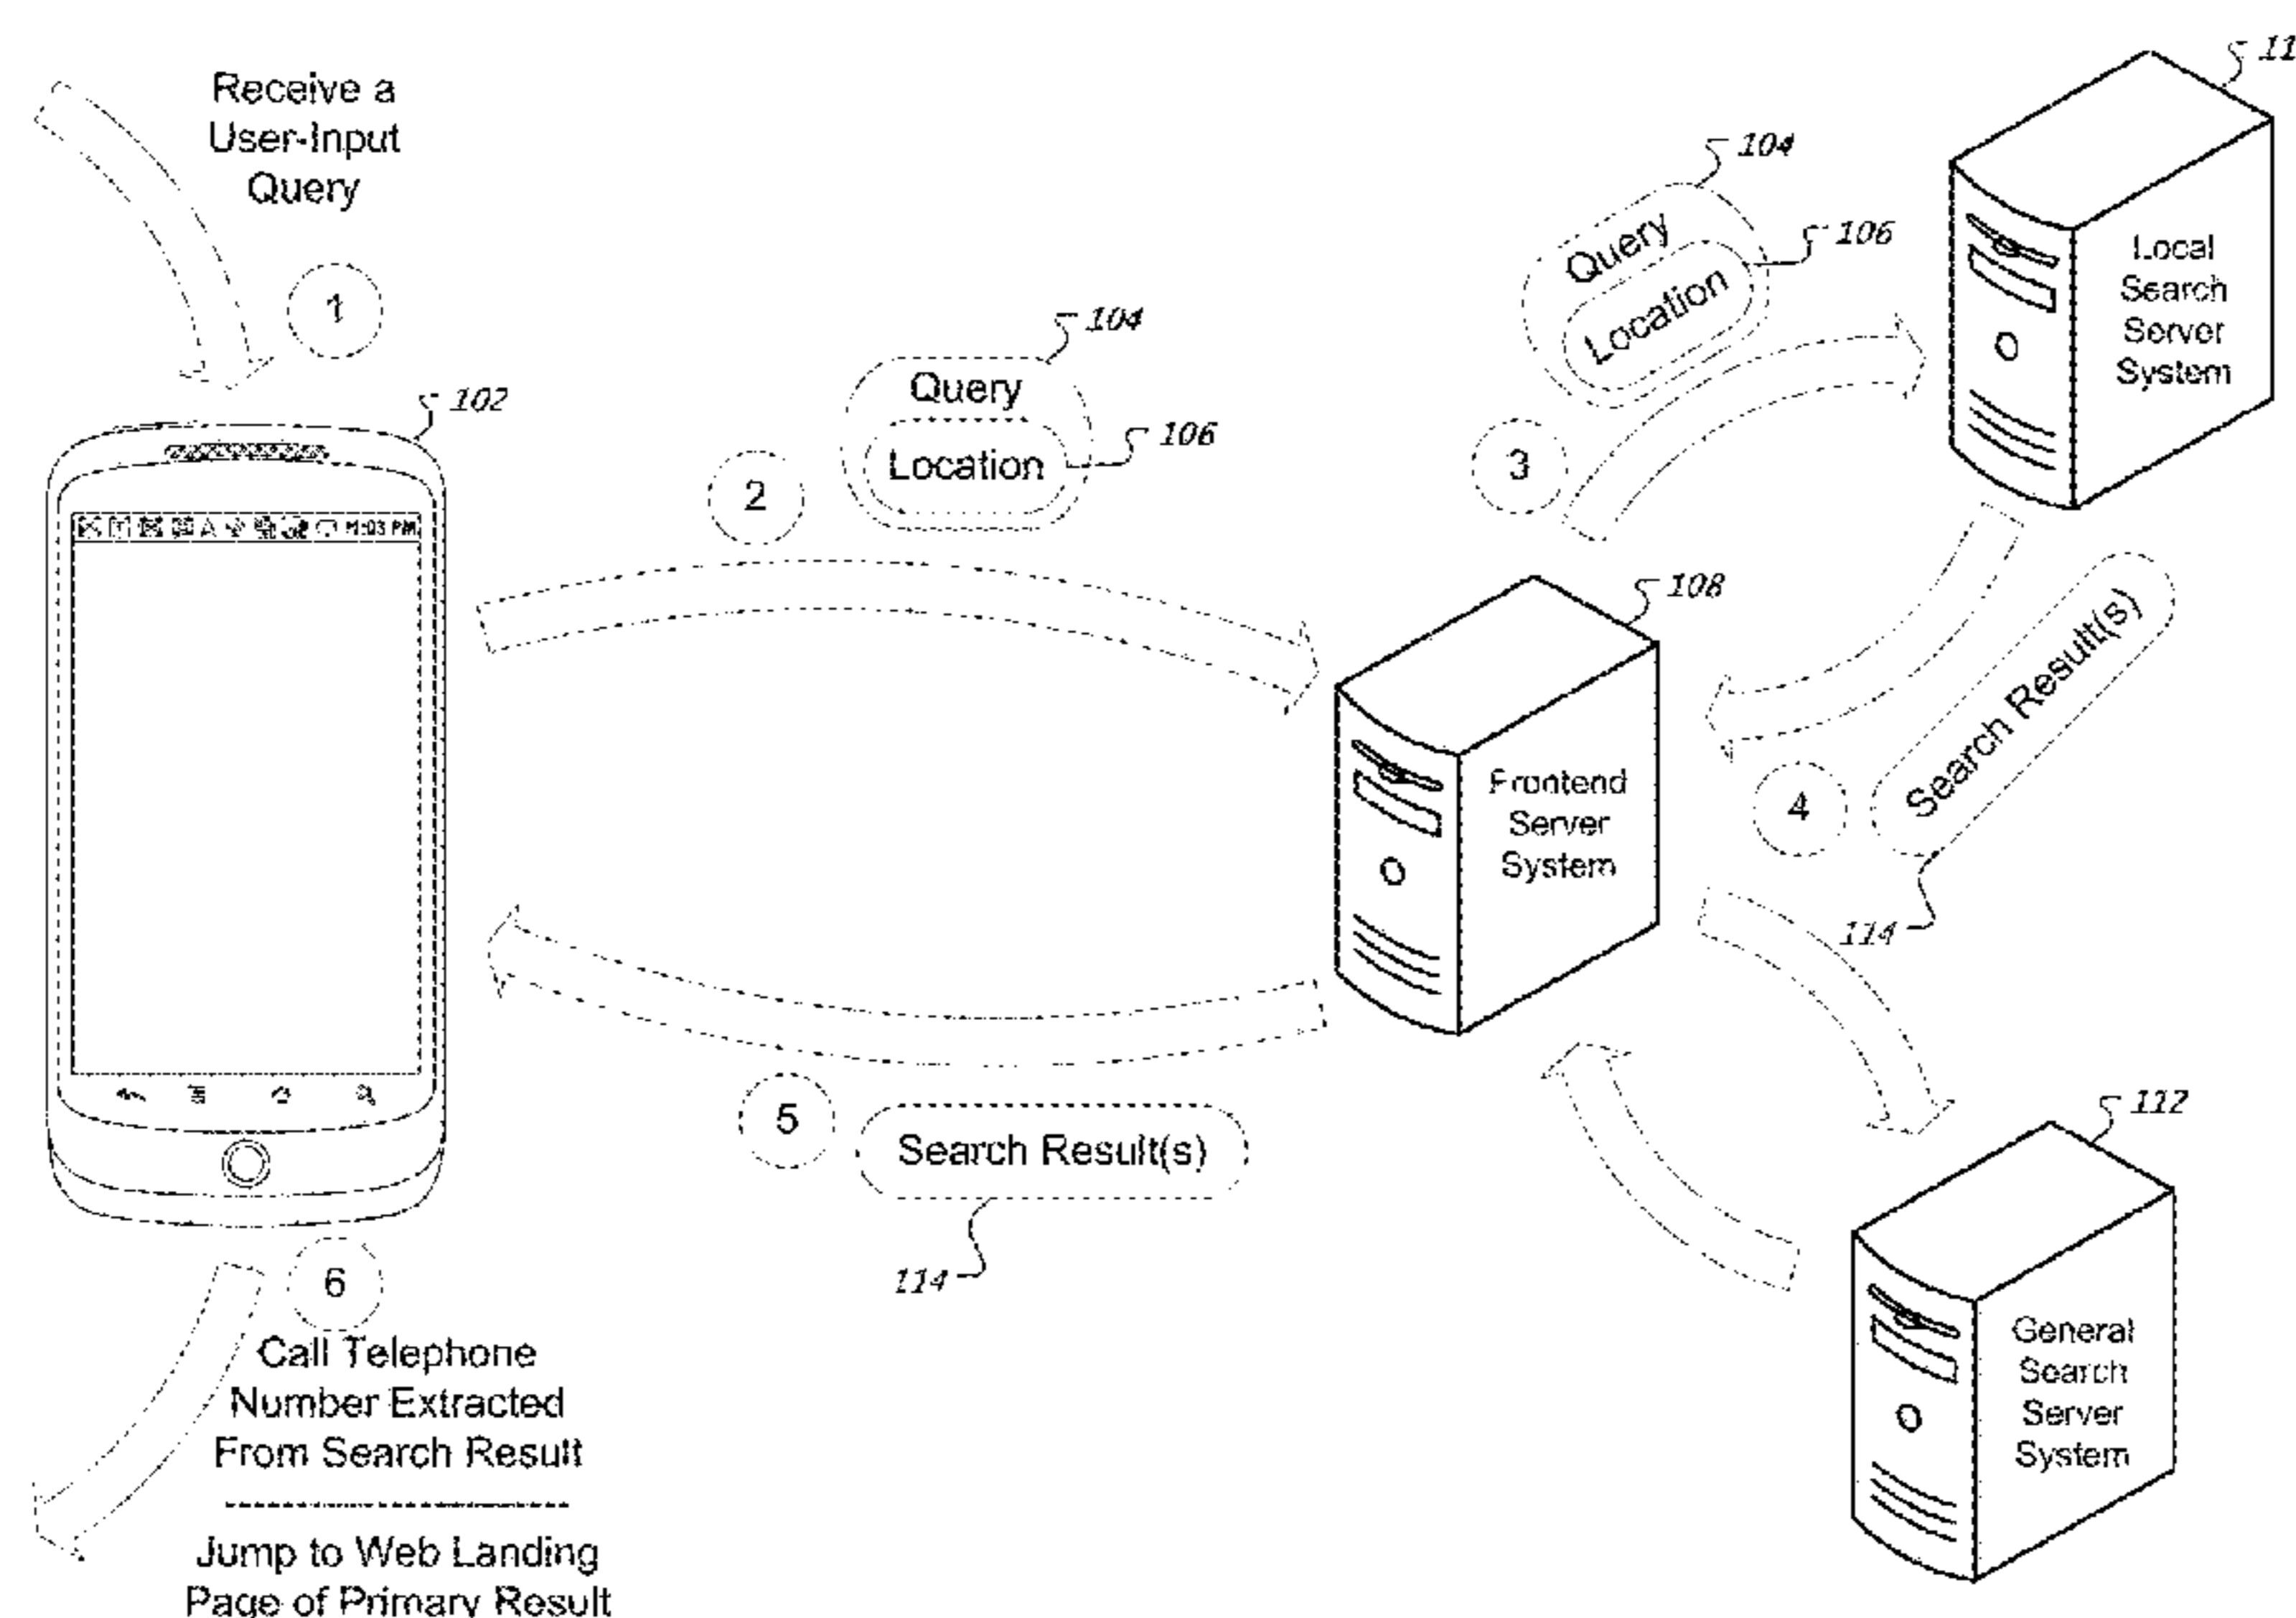 Receive a
User-Input
Query
1
102
2
104
Query
106
Location
3
104
Query
106
Location
11
Local
Search
Server
System
108
Frontend
Server
System
4
Search Result(s)
114
5
Search Result(s)
114
112
General
Search
Server
System
6
Call Telephone
Number Extracted
From Search Result
Jump to Web Landing
Page of Primary Result